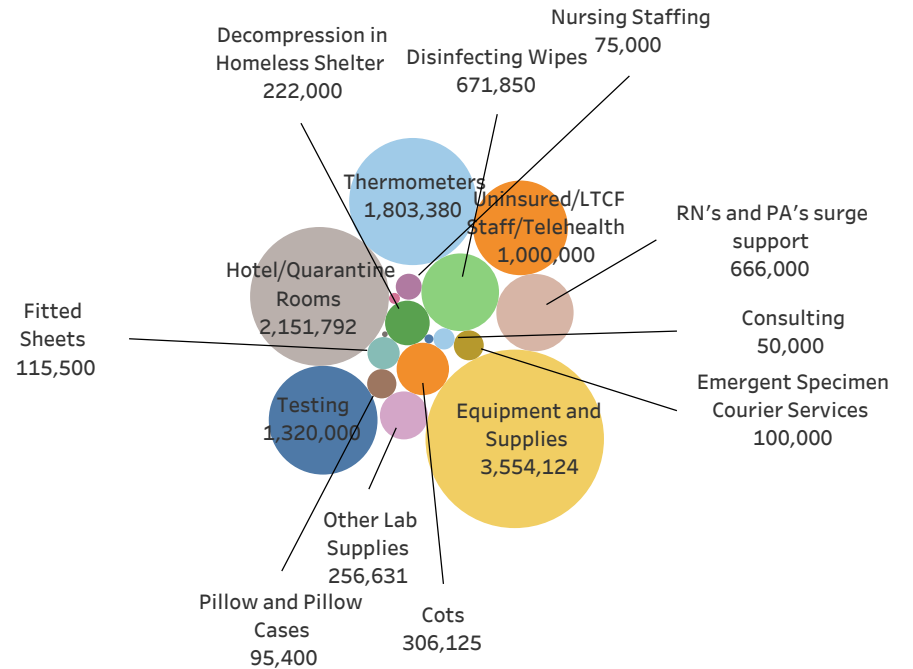 Nursing Staffing
75,000
Decompression in
Homeless Shelter
222,000
Disinfecting Wipes
671,850
Thermometers
1,803,380
Uninsured/LTCF
Staff/Telehealth
1,000,000
RN's and PA's surge
support
666,000
Hotel/Quarantine
Rooms
2,151,792
Fitted
Sheets
115,500
Consulting
50,000
Emergent Specimen
Courier Services
100,000
Testing
1,320,000
Equipment and
Supplies
3,554,124
Other Lab
Supplies
256,631
Pillow and Pillow
Cases
95,400
Cots
306,125